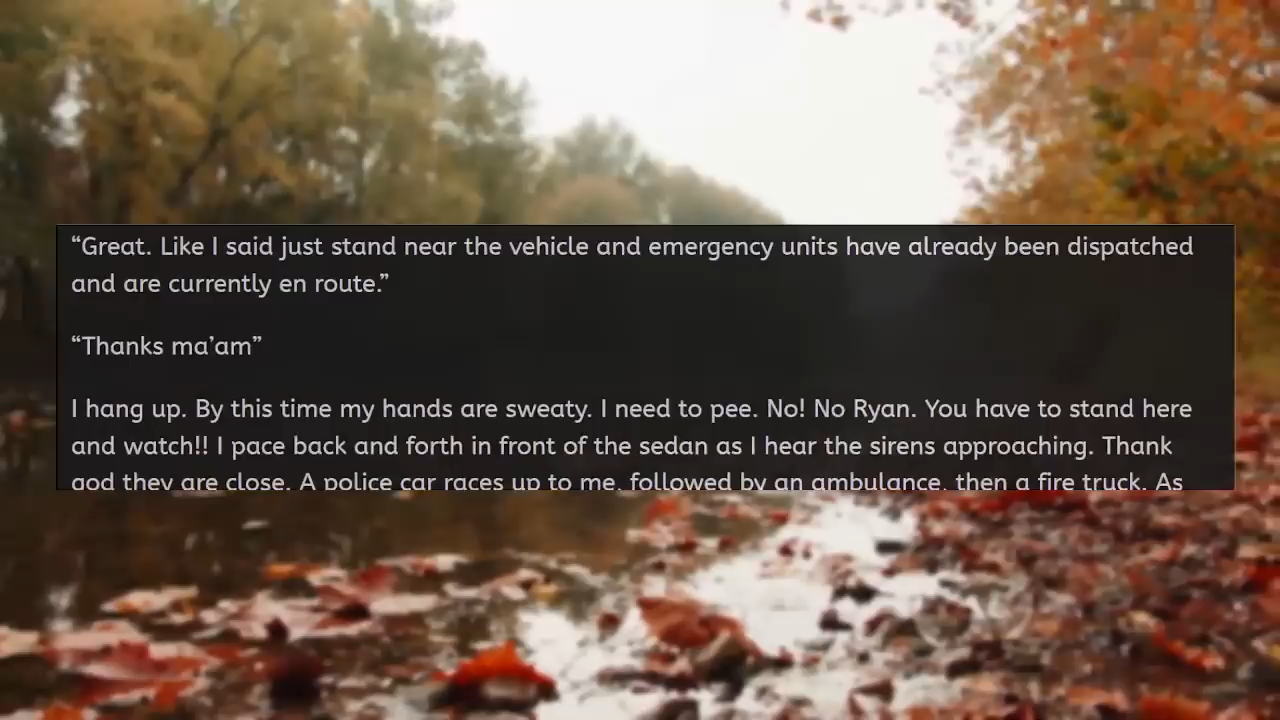 “Great. Like I said just stand near the vehicle and emergency units have already been dispatched
and are currently en route.”
“Thanks ma’am”
I hang up. By this time my hands are sweaty. I need to pee. No! No Ryan. You have to stand here
and watch!! I pace back and forth in front of the sedan as I hear the sirens approaching. Thank
god they are close. A police car races up to me, followed by an ambulance, then a fire truck. As